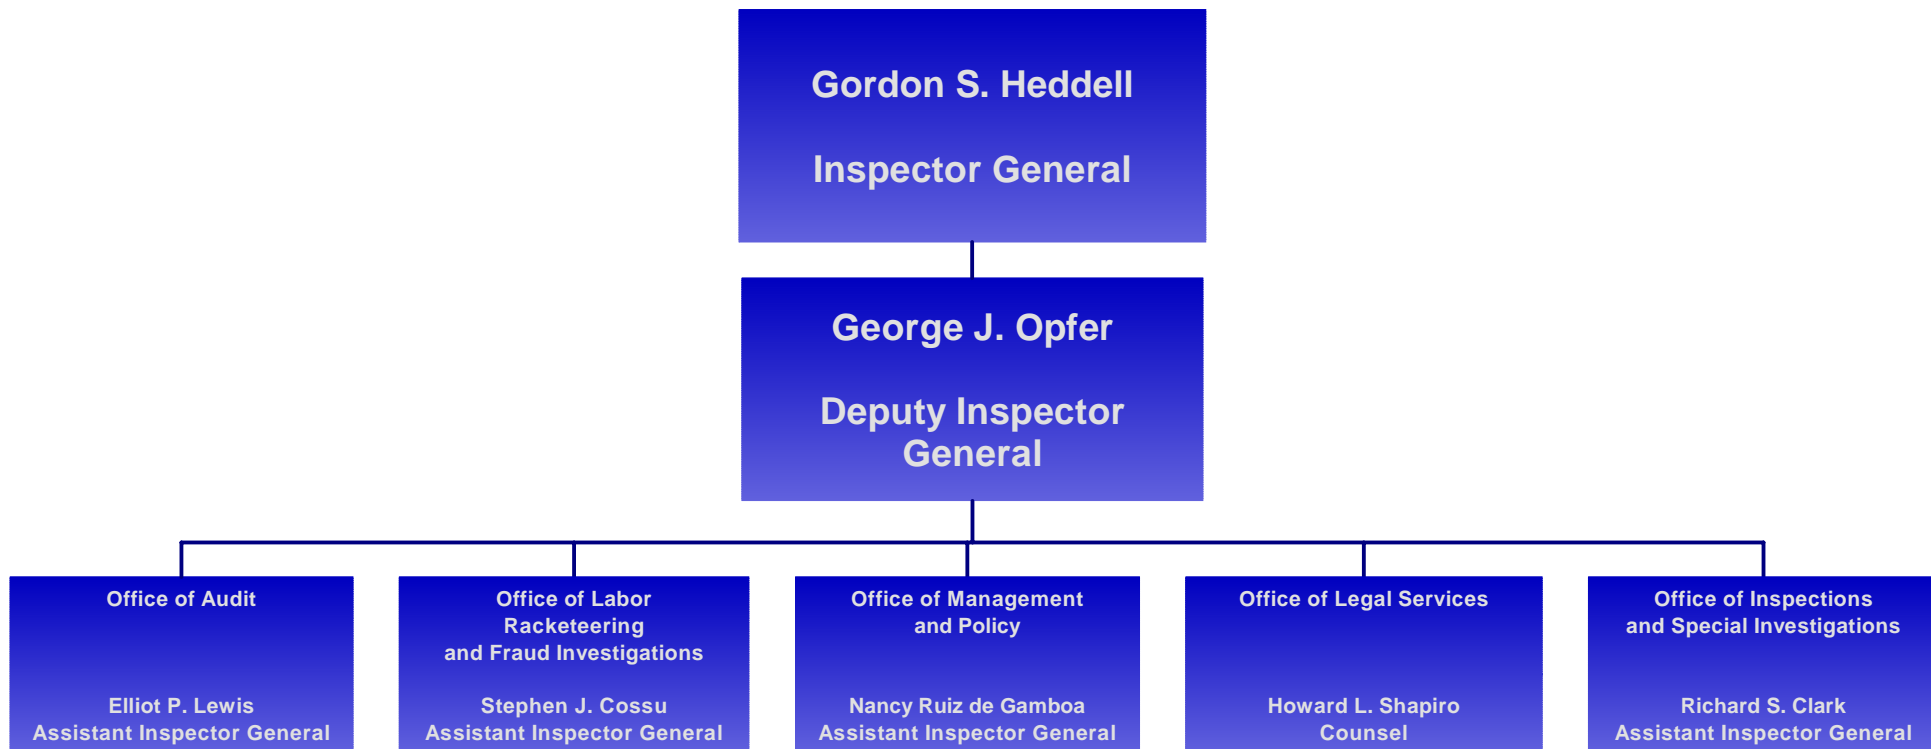 Gordon S. Heddell
Inspector General
George J. Opfer
Deputy Inspector
General
Office of Audit
Elliot P. Lewis
Assistant Inspector General
Office of Labor
Racketeering
and Fraud Investigations
Stephen J. Cossu
Assistant Inspector General
Office of Management
and Policy
Nancy Ruiz de Gamboa
Assistant Inspector General
Office of Legal Services
Howard L. Shapiro
Counsel
Office of Inspections
and Special Investigations
Richard S. Clark
Assistant Inspector General